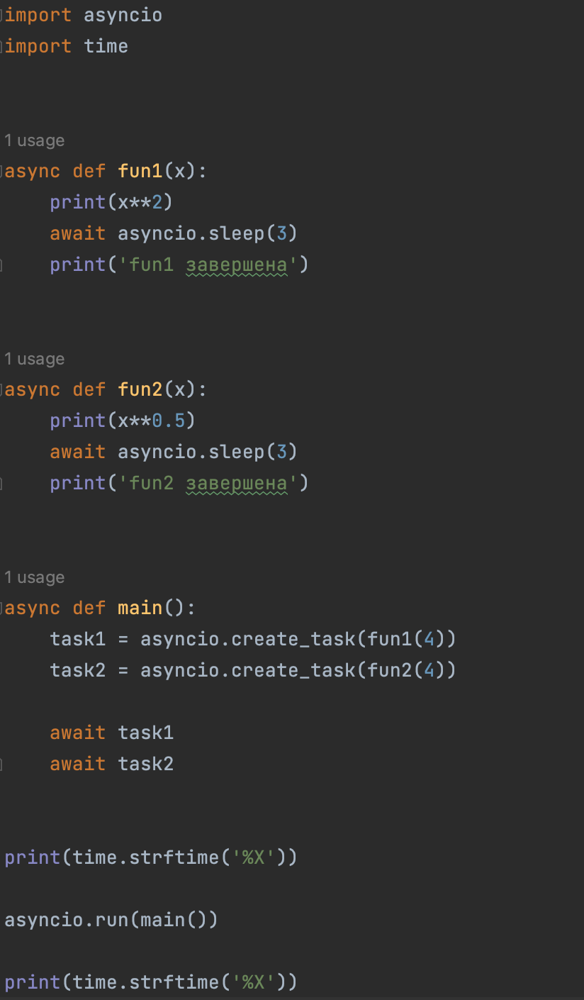 import asyncio
import time
1 usage
async def fun1(x):
    print(x**2)
    await asyncio.sleep(3)
    print('fun1 завершена')
1 usage
async def fun2(x):
    print(x**0.5)
    await asyncio.sleep(3)
    print('fun2 завершена')
1 usage
async def main():
    task1 = asyncio.create_task(fun1(4))
    task2 = asyncio.create_task(fun2(4))
    await task1
    await task2
print(time.strftime('%X'))
asyncio.run(main())
print(time.strftime('%X'))